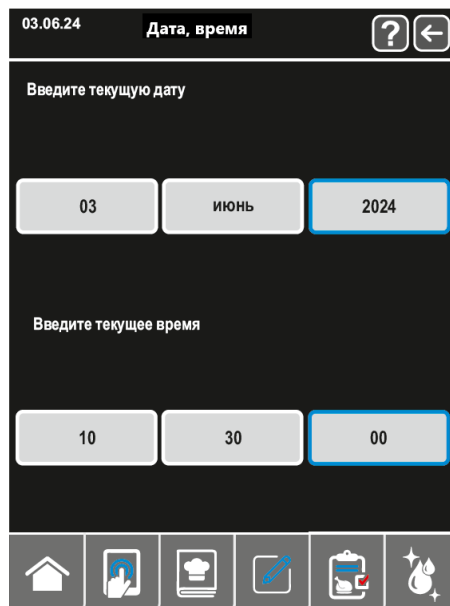 03.06.24 Дата, время ?
Введите текущую дату
03 июнь 2024
Введите текущее время
10 30 00